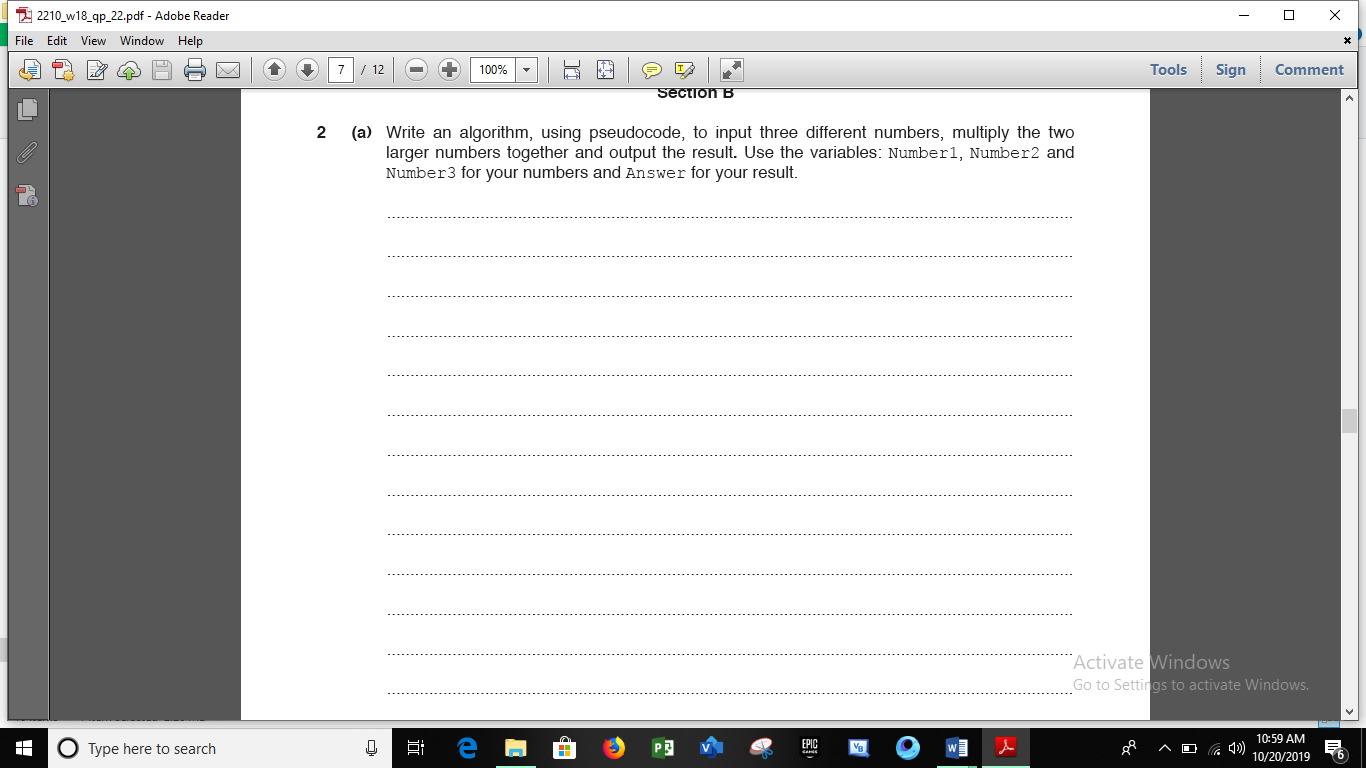 2210_w18_qp_22.pdf - Adobe Reader
File Edit View Window Help
7 / 12 100% Tools Sign Comment
Section B
2 (a) Write an algorithm, using pseudocode, to input three different numbers, multiply the two
larger numbers together and output the result. Use the variables: Number1, Number2 and
Number3 for your numbers and Answer for your result.
Activate Windows
Go to Settings to activate Windows.
Type here to search
EPIC
GAMES
10:59 AM
10/20/2019
6